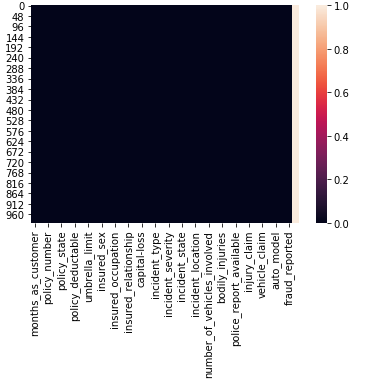 0
48
96
144
192
240
288
336
384
432
480
528
576
624
672
720
768
816
864
912
960
months_as_customer
policy_number
policy_state
policy_deductable
umbrella_limit
insured_sex
insured_occupation
insured_relationship
capital-loss
incident_type
incident_severity
incident_state
incident_location
number_of_vehicles_involved
bodily_injuries
police_report_available
injury_claim
vehicle_claim
auto_model
fraud_reported
1.0
0.8
0.6
0.4
0.2
0.0